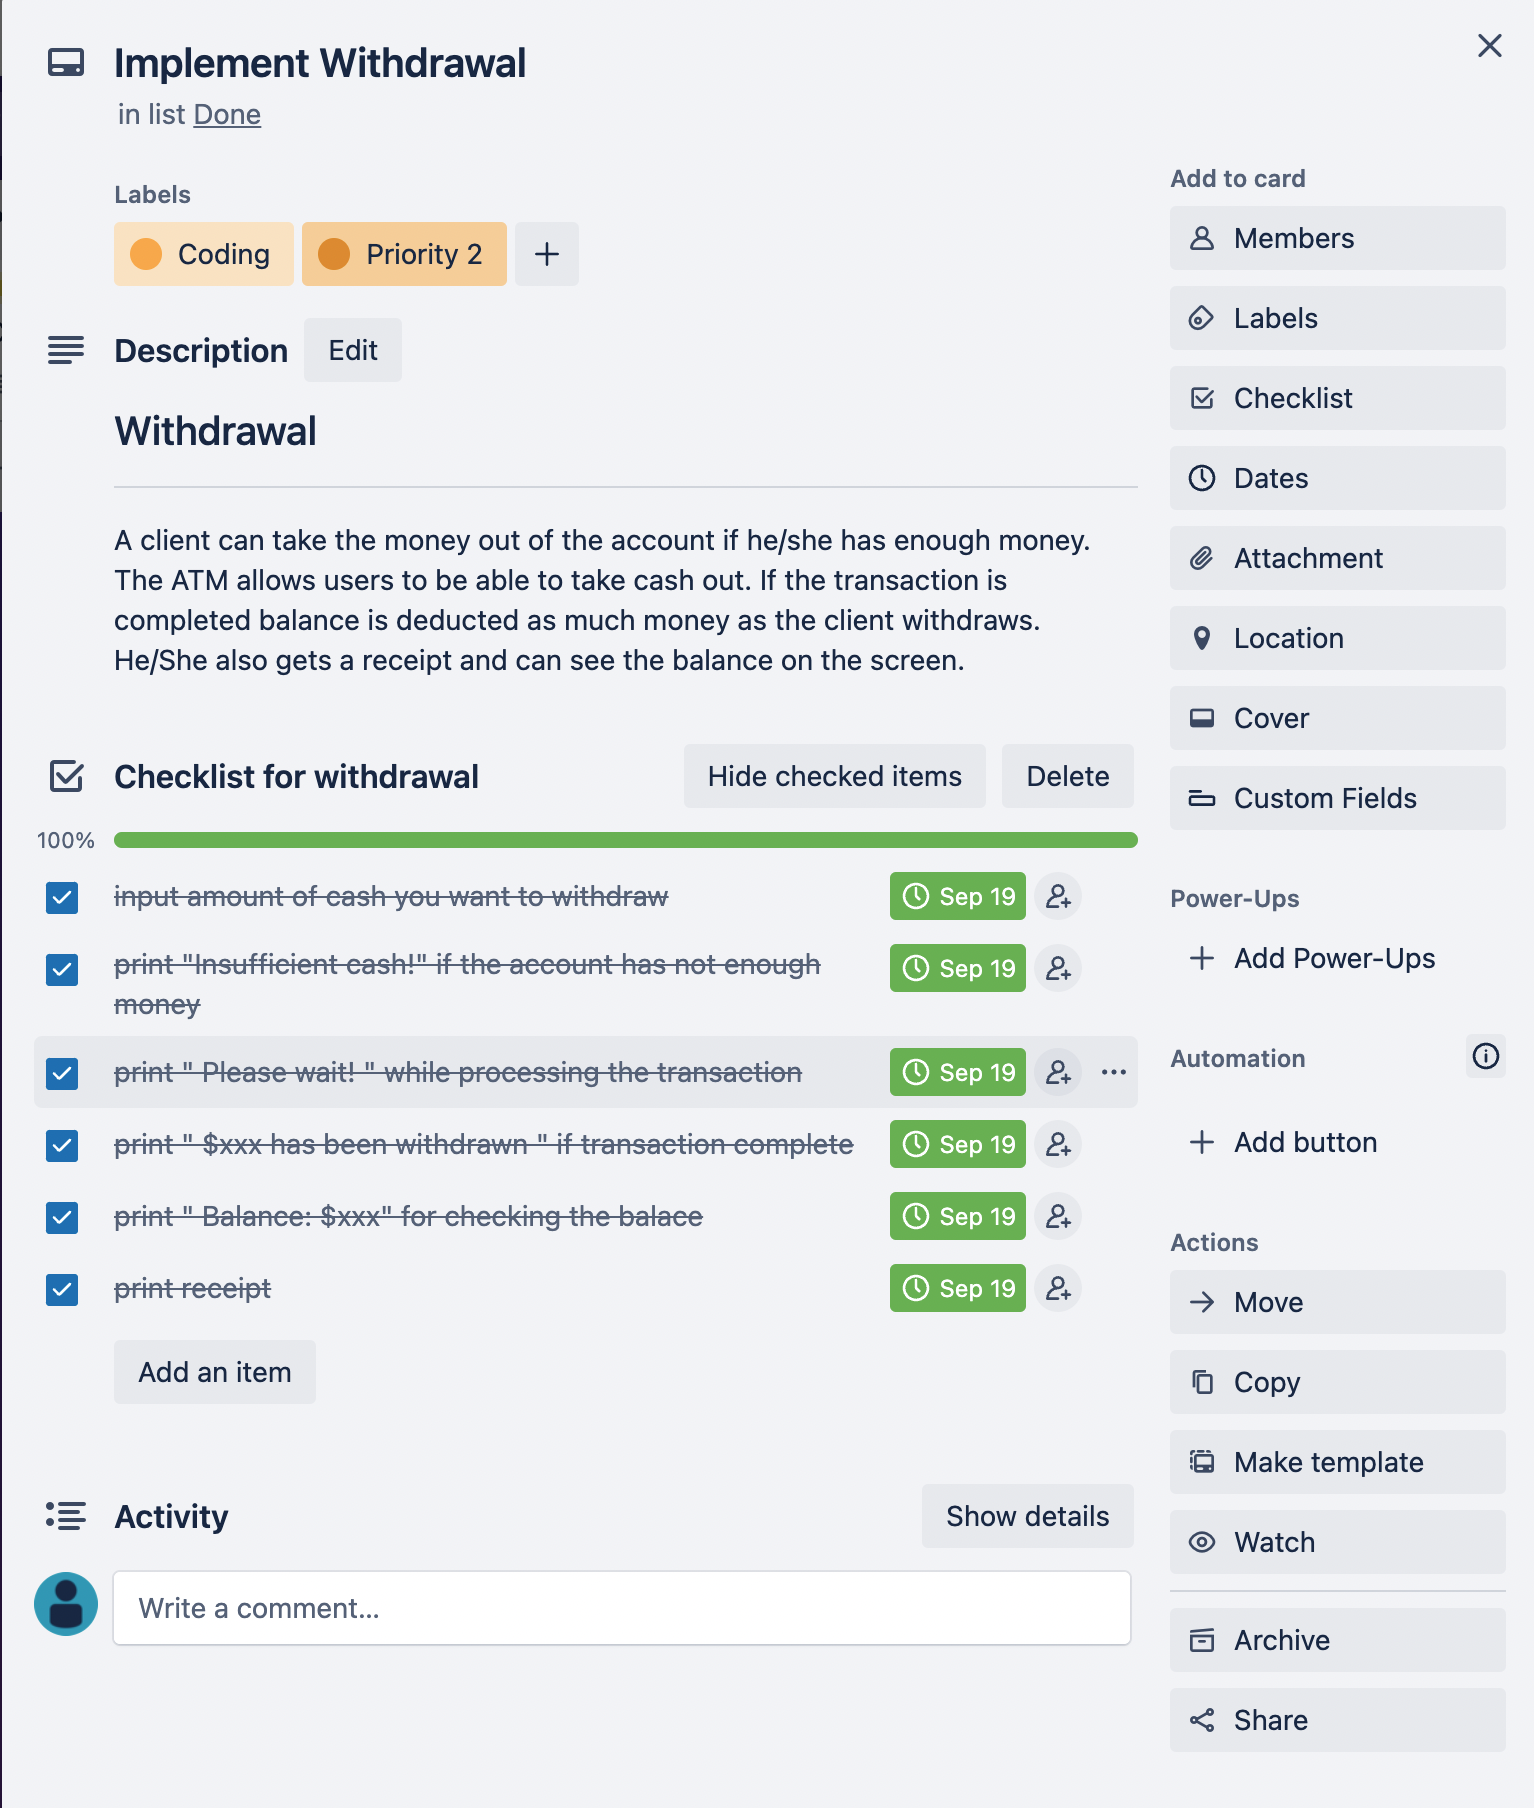 Implement Withdrawal
in list Done
Labels
Coding
Priority 2
Description
Edit
Withdrawal
A client can take the money out of the account if he/she has enough money.
The ATM allows users to be able to take cash out. If the transaction is
completed balance is deducted as much money as the client withdraws.
He/She also gets a receipt and can see the balance on the screen.
Checklist for withdrawal
Hide checked items
Delete
100%
input amount of cash you want to withdraw
Sep 19
print "Insufficient cash!" if the account has not enough
money
Sep 19
print " Please wait! " while processing the transaction
Sep 19
print " $xxx has been withdrawn " if transaction complete
Sep 19
print " Balance: $xxx" for checking the balace
Sep 19
print receipt
Sep 19
Add an item
Activity
Show details
Write a comment...
Add to card
Members
Labels
Checklist
Dates
Attachment
Location
Cover
Custom Fields
Power-Ups
Add Power-Ups
Automation
Add button
Actions
Move
Copy
Make template
Watch
Archive
Share